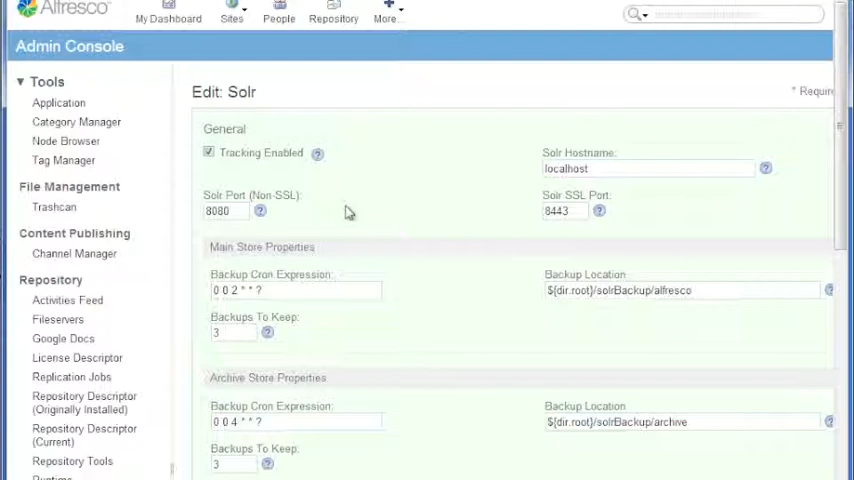 Alfresco
My Dashboard Sites People Repository More...
Admin Console
Tools
Application
Category Manager
Node Browser
Tag Manager
File Management
Trashcan
Content Publishing
Channel Manager
Repository
Activities Feed
Fileservers
Google Docs
License Descriptor
Replication Jobs
Repository Descriptor
(Originally Installed)
Repository Descriptor
(Current)
Repository Tools
Edit: Solr
* Require
General
Tracking Enabled ?
Solr Hostname:
localhost ?
Solr Port (Non-SSL):
8080 ?
Solr SSL Port:
8443 ?
Main Store Properties
Backup Cron Expression:
0 0 2 * * ?
Backup Location
${dir.root}/solrBackup/alfresco ?
Backups To Keep:
3 ?
Archive Store Properties
Backup Cron Expression:
0 0 4 * * ?
Backup Location
${dir.root}/solrBackup/archive ?
Backups To Keep:
3 ?